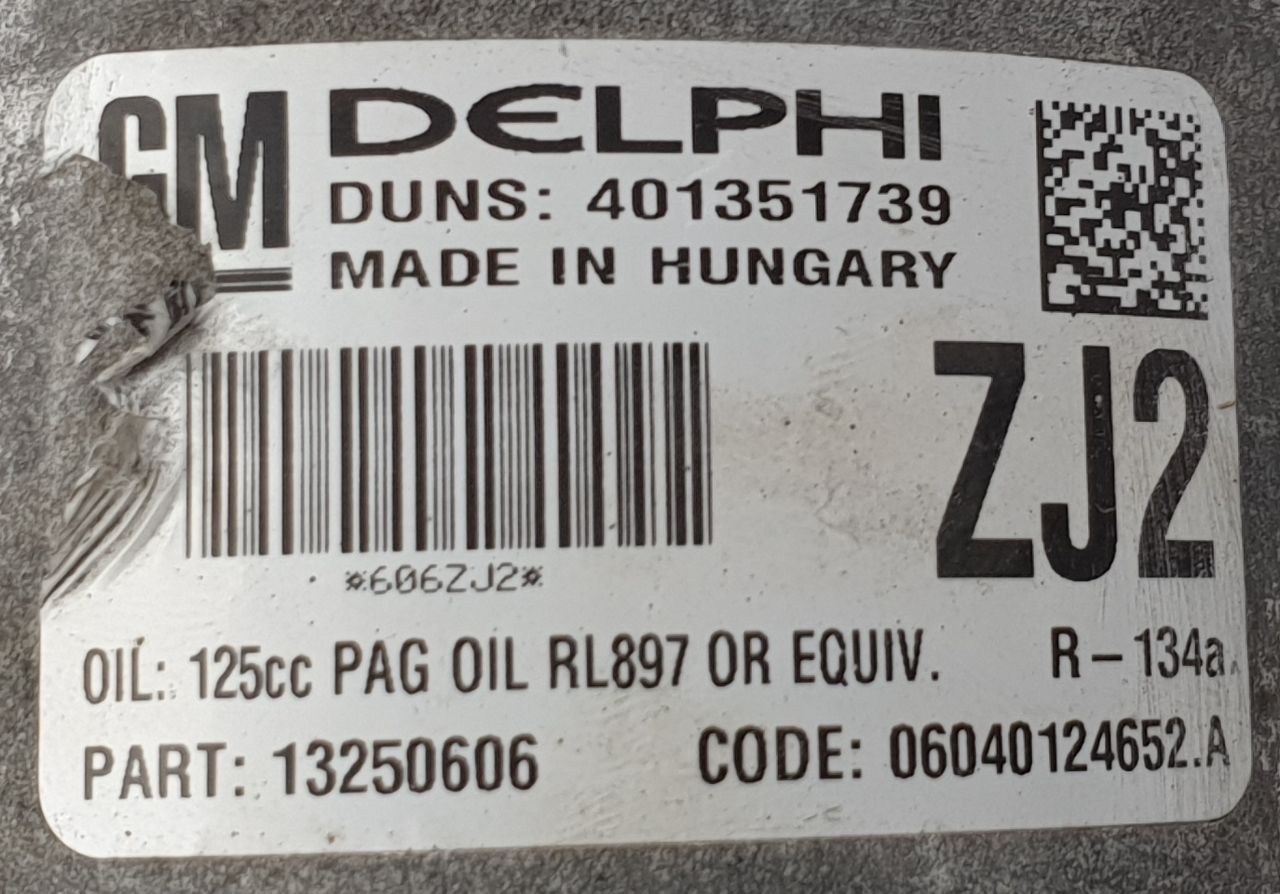 GM DELPHI
DUNS: 401351739
MADE IN HUNGARY
ZJ2
*606ZJ2*
OIL: 125cc PAG OIL RL897 OR EQUIV. R-134a
PART: 13250606 CODE: 06040124652.A